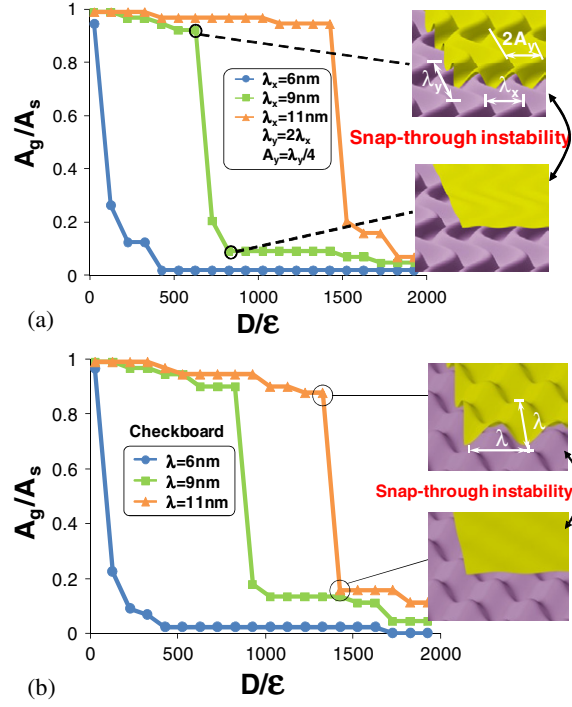 1
0.8
0.6
0.4
0.2
0
A_g/A_s
λ_x=6nm
λ_x=9nm
λ_x=11nm
λ_y=2λ_x
A_y=λ_y/4
2A_y
λ_y
λ_x
Snap-through instability
0 500 1000 1500 2000
D/ε
(a)
1
0.8
0.6
0.4
0.2
0
A_g/A_s
Checkboard
λ=6nm
λ=9nm
λ=11nm
λ
λ
Snap-through instability
0 500 1000 1500 2000
D/ε
(b)